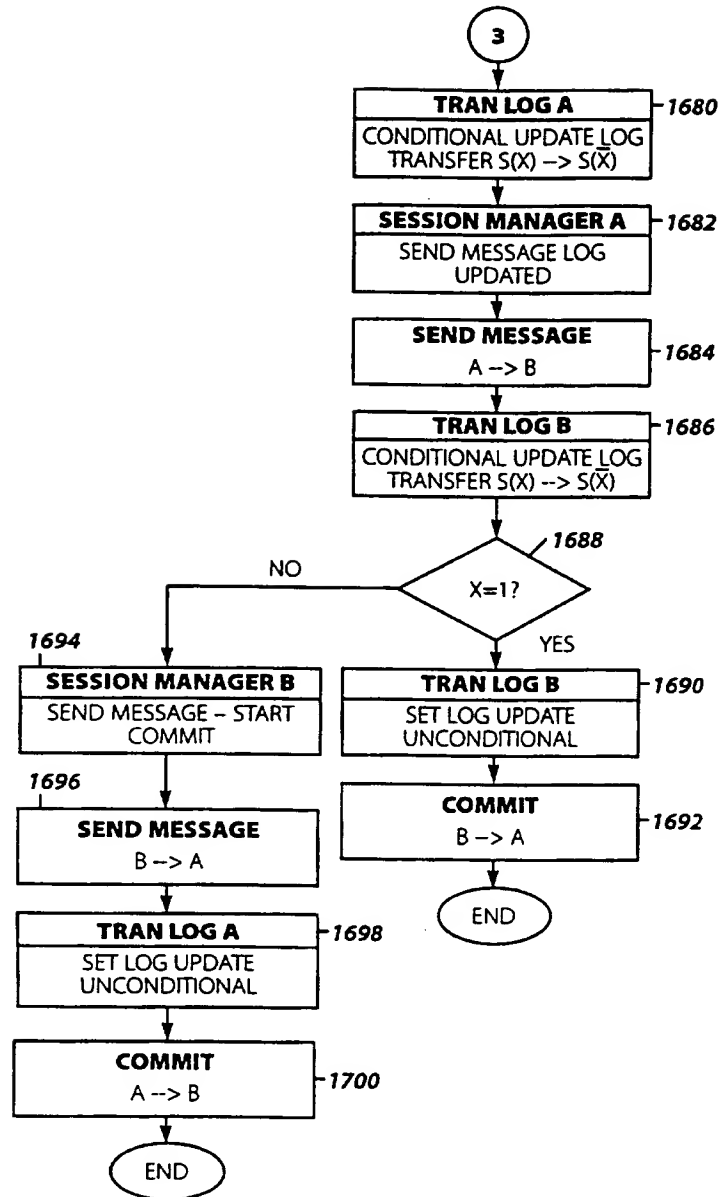 3
TRAN LOG A
1680
CONDITIONAL UPDATE LOG
TRANSFER S(X) –> S(X̅)
SESSION MANAGER A
1682
SEND MESSAGE LOG
UPDATED
SEND MESSAGE
1684
A --> B
TRAN LOG B
1686
CONDITIONAL UPDATE LOG
TRANSFER S(X) --> S(X̅)
1688
NO
X=1?
YES
1694
SESSION MANAGER B
SEND MESSAGE – START
COMMIT
TRAN LOG B
1690
SET LOG UPDATE
UNCONDITIONAL
1696
SEND MESSAGE
B --> A
COMMIT
1692
B --> A
END
TRAN LOG A
1698
SET LOG UPDATE
UNCONDITIONAL
COMMIT
1700
A --> B
END